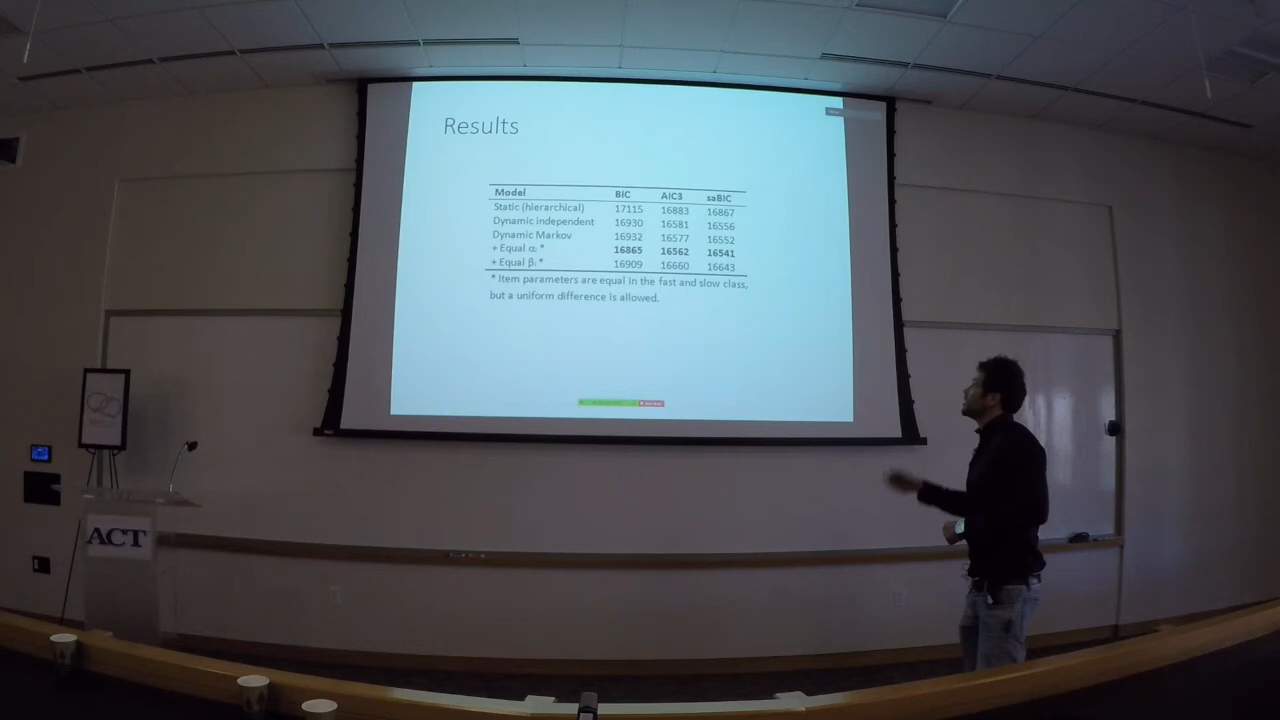 Results
Model BIC AIC3 saBIC
Static (hierarchical) 17115 16883 16867
Dynamic independent 16930 16581 16556
Dynamic Markov 16932 16577 16552
+ Equal αᵢ * 16865 16562 16541
+ Equal βᵢ * 16909 16660 16643
* Item parameters are equal in the fast and slow class,
but a uniform difference is allowed.
ACT